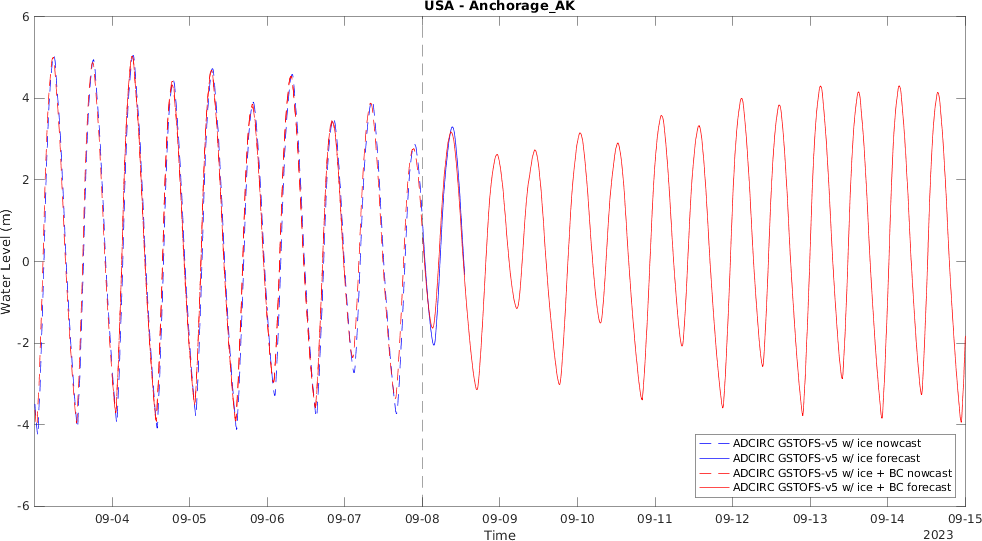 USA - Anchorage_AK
6
4
2
0
-2
-4
-6
Water Level (m)
ADCIRC GSTOFS-v5 w/ ice nowcast
ADCIRC GSTOFS-v5 w/ ice forecast
ADCIRC GSTOFS-v5 w/ ice + BC nowcast
ADCIRC GSTOFS-v5 w/ ice + BC forecast
09-04 09-05 09-06 09-07 09-08 09-09 09-10 09-11 09-12 09-13 09-14 09-15
Time
2023